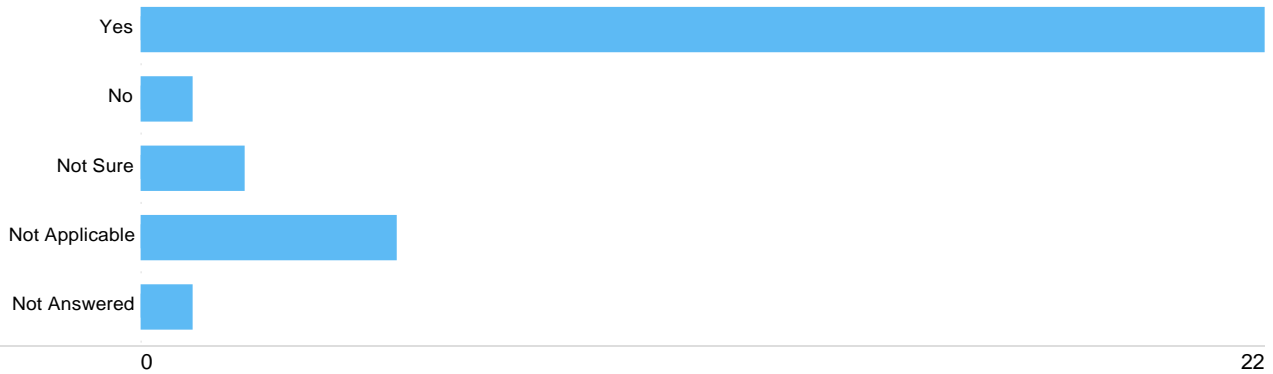 Yes
No
Not Sure
Not Applicable
Not Answered
0 22